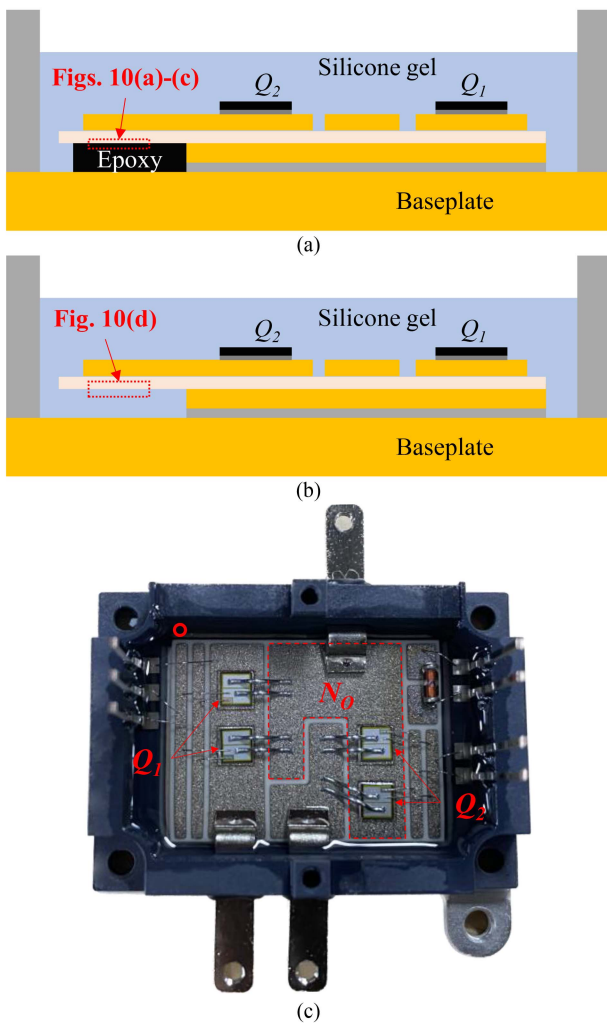 Figs. 10(a)-(c)
Silicone gel
Q2
Q1
Epoxy
Baseplate
(a)
Fig. 10(d)
Silicone gel
Q2
Q1
Baseplate
(b)
NO
Q1
Q2
(c)